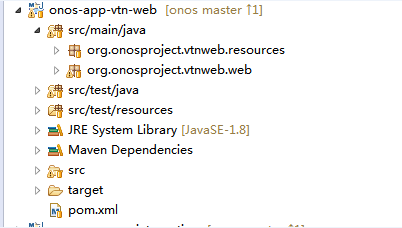 onos-app-vtn-web [onos master ↑1]
src/main/java
org.onosproject.vtnweb.resources
org.onosproject.vtnweb.web
src/test/java
src/test/resources
JRE System Library [JavaSE-1.8]
Maven Dependencies
src
target
pom.xml